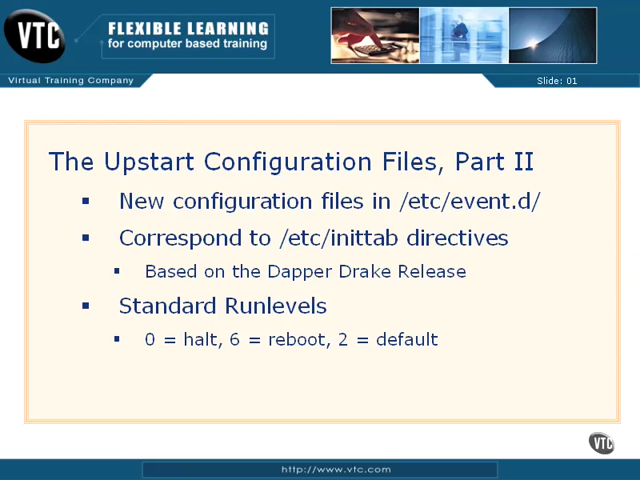 VTC
FLEXIBLE LEARNING
for computer based training
Virtual Training Company
Slide: 01
The Upstart Configuration Files, Part II
▪ New configuration files in /etc/event.d/
▪ Correspond to /etc/inittab directives
▪ Based on the Dapper Drake Release
▪ Standard Runlevels
▪ 0 = halt, 6 = reboot, 2 = default
VTC
http://www.vtc.com